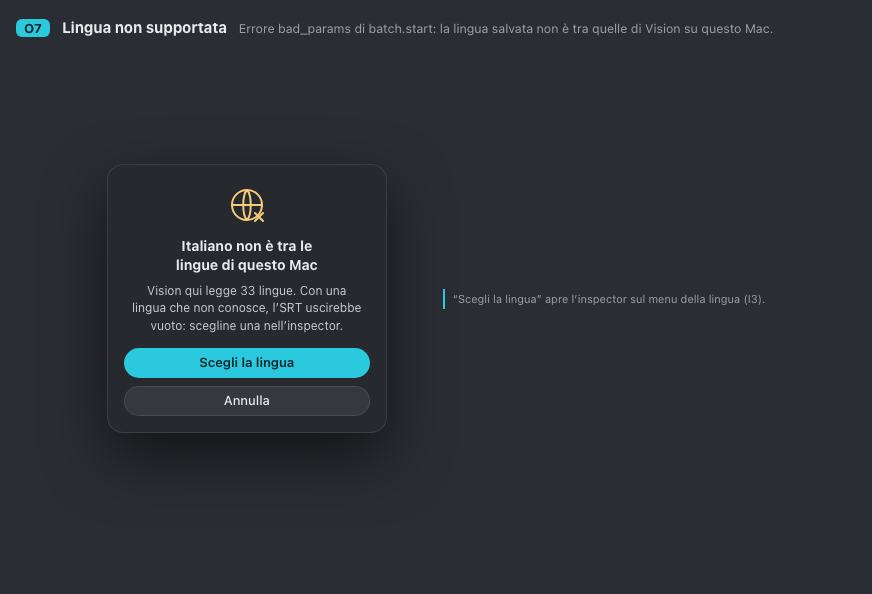 O7 Lingua non supportata Errore bad_params di batch.start: la lingua salvata non è tra quelle di Vision su questo Mac.
Italiano non è tra le
lingue di questo Mac
Vision qui legge 33 lingue. Con una
lingua che non conosce, l’SRT uscirebbe
vuoto: scegline una nell’inspector.
Scegli la lingua
Annulla
“Scegli la lingua” apre l’inspector sul menu della lingua (I3).